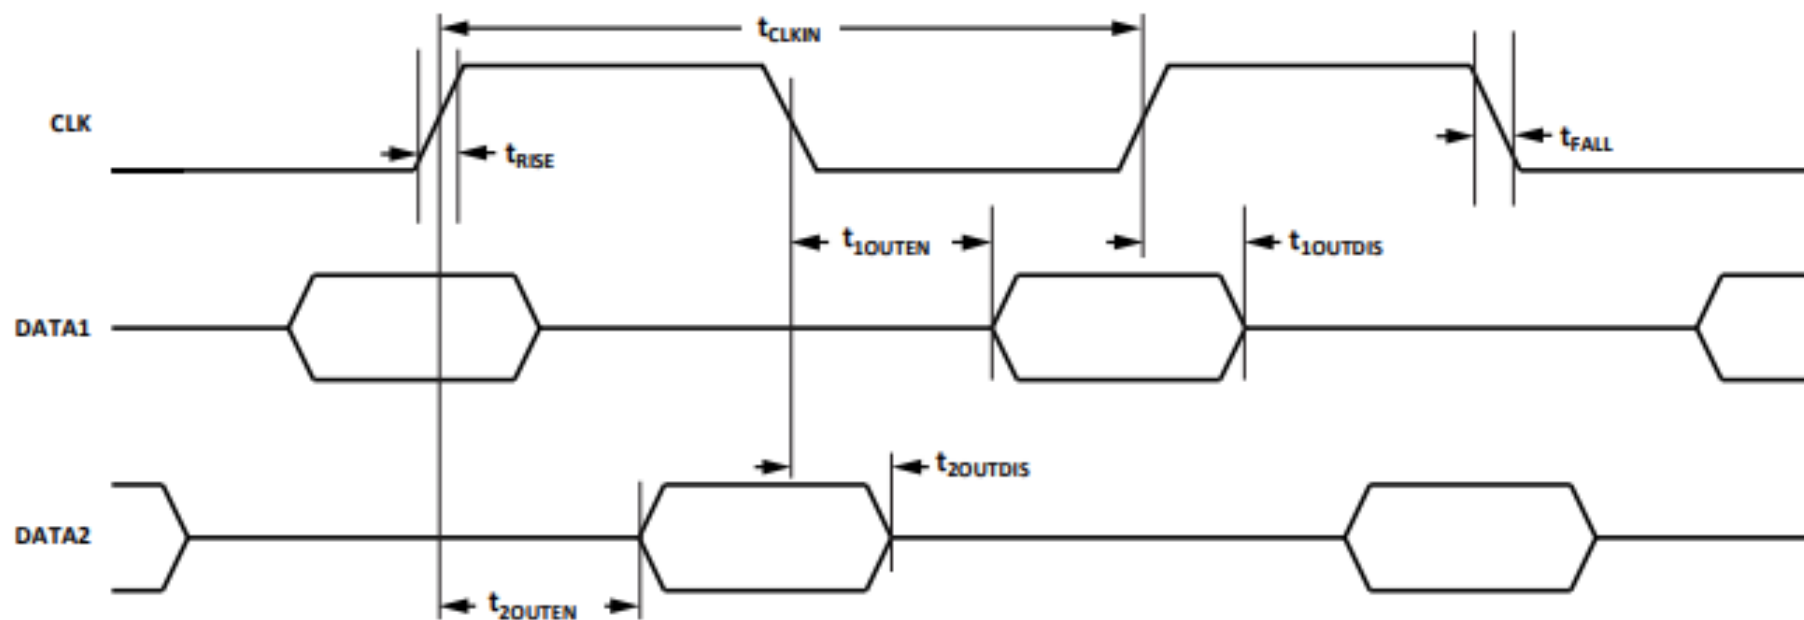 tCLKIN
CLK
tRISE
tFALL
t1OUTEN
t1OUTDIS
DATA1
t2OUTDIS
DATA2
t2OUTEN